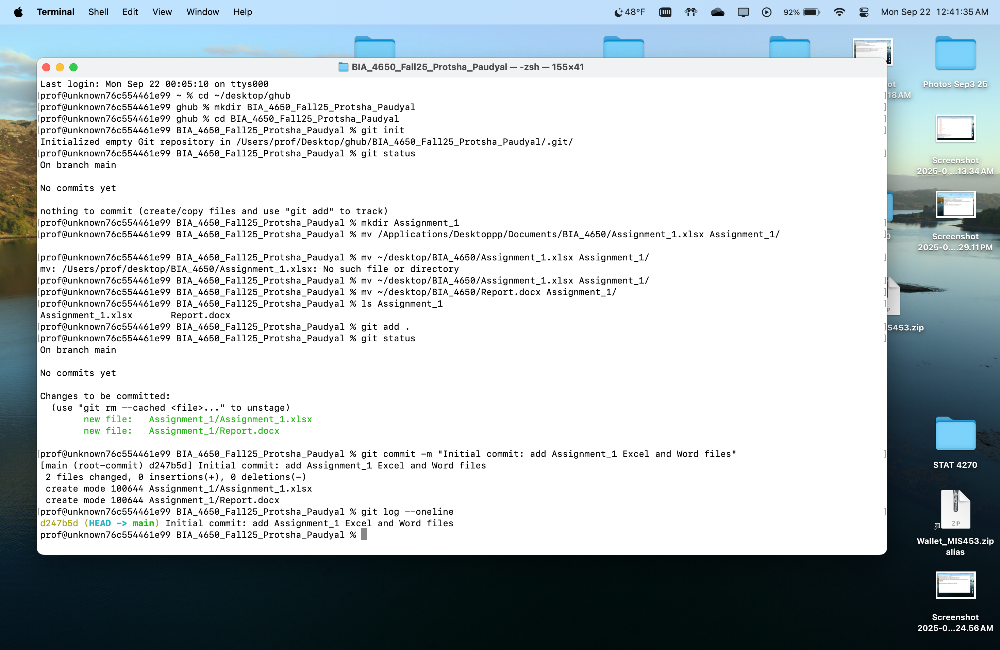 Terminal Shell Edit View Window Help 48°F 92% Mon Sep 22 12:41:35 AM
BIA_4650_Fall25_Protsha_Paudyal — -zsh — 155×41
Last login: Mon Sep 22 00:05:10 on ttys000
[prof@unknown76c554461e99 ~ % cd ~/desktop/ghub ]
[prof@unknown76c554461e99 ghub % mkdir BIA_4650_Fall25_Protsha_Paudyal ]
[prof@unknown76c554461e99 ghub % cd BIA_4650_Fall25_Protsha_Paudyal ]
[prof@unknown76c554461e99 BIA_4650_Fall25_Protsha_Paudyal % git init ]
Initialized empty Git repository in /Users/prof/Desktop/ghub/BIA_4650_Fall25_Protsha_Paudyal/.git/
[prof@unknown76c554461e99 BIA_4650_Fall25_Protsha_Paudyal % git status ]
On branch main
No commits yet
nothing to commit (create/copy files and use "git add" to track)
[prof@unknown76c554461e99 BIA_4650_Fall25_Protsha_Paudyal % mkdir Assignment_1 ]
[prof@unknown76c554461e99 BIA_4650_Fall25_Protsha_Paudyal % mv /Applications/Desktoppp/Documents/BIA_4650/Assignment_1.xlsx Assignment_1/ ]
[prof@unknown76c554461e99 BIA_4650_Fall25_Protsha_Paudyal % mv ~/desktop/BIA_4650/Assignment_1.xlsx Assignment_1/ ]
mv: /Users/prof/desktop/BIA_4650/Assignment_1.xlsx: No such file or directory
[prof@unknown76c554461e99 BIA_4650_Fall25_Protsha_Paudyal % mv ~/desktop/BIA_4650/Assignment_1.xlsx Assignment_1/ ]
[prof@unknown76c554461e99 BIA_4650_Fall25_Protsha_Paudyal % mv ~/desktop/BIA_4650/Report.docx Assignment_1/ ]
[prof@unknown76c554461e99 BIA_4650_Fall25_Protsha_Paudyal % ls Assignment_1 ]
Assignment_1.xlsx Report.docx
[prof@unknown76c554461e99 BIA_4650_Fall25_Protsha_Paudyal % git add . ]
[prof@unknown76c554461e99 BIA_4650_Fall25_Protsha_Paudyal % git status ]
On branch main
No commits yet
Changes to be committed:
(use "git rm --cached <file>..." to unstage)
new file: Assignment_1/Assignment_1.xlsx
new file: Assignment_1/Report.docx
[prof@unknown76c554461e99 BIA_4650_Fall25_Protsha_Paudyal % git commit -m "Initial commit: add Assignment_1 Excel and Word files" ]
[main (root-commit) d247b5d] Initial commit: add Assignment_1 Excel and Word files
2 files changed, 0 insertions(+), 0 deletions(-)
create mode 100644 Assignment_1/Assignment_1.xlsx
create mode 100644 Assignment_1/Report.docx
[prof@unknown76c554461e99 BIA_4650_Fall25_Protsha_Paudyal % git log --oneline ]
d247b5d (HEAD -> main) Initial commit: add Assignment_1 Excel and Word files
prof@unknown76c554461e99 BIA_4650_Fall25_Protsha_Paudyal %
ot
18 AM
0
P
S453.zip
Photos Sep3 25
Screenshot
2025-0....13.34 AM
Screenshot
2025-0....29.11 PM
STAT 4270
ZIP
Wallet_MIS453.zip
alias
Screenshot
2025-0...24.56 AM